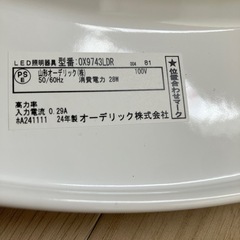 LED照明器具 型番:OX9743LDR 00A 81
PS E 山形オーデリック(株) 100V
50/60Hz 消費電力 28W
★位置合わせマーク
高力率
入力電流 0.29A
#A241111 24年製 オーデリック株式会社